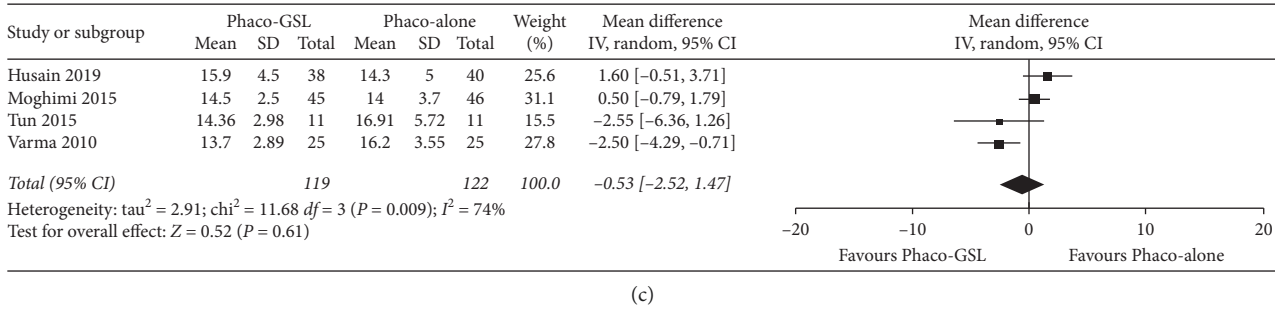 Study or subgroup Phaco-GSL Phaco-alone Weight (%) Mean difference IV, random, 95% CI Mean difference IV, random, 95% CI
Mean SD Total Mean SD Total
Husain 2019 15.9 4.5 38 14.3 5 40 25.6 1.60 [–0.51, 3.71]
Moghimi 2015 14.5 2.5 45 14 3.7 46 31.1 0.50 [–0.79, 1.79]
Tun 2015 14.36 2.98 11 16.91 5.72 11 15.5 –2.55 [–6.36, 1.26]
Varma 2010 13.7 2.89 25 16.2 3.55 25 27.8 –2.50 [–4.29, –0.71]
Total (95% CI) 119 122 100.0 –0.53 [–2.52, 1.47]
Heterogeneity: tau² = 2.91; chi² = 11.68 df = 3 (P = 0.009); I² = 74%
Test for overall effect: Z = 0.52 (P = 0.61)
–20 –10 0 10 20
Favours Phaco-GSL Favours Phaco-alone
(c)